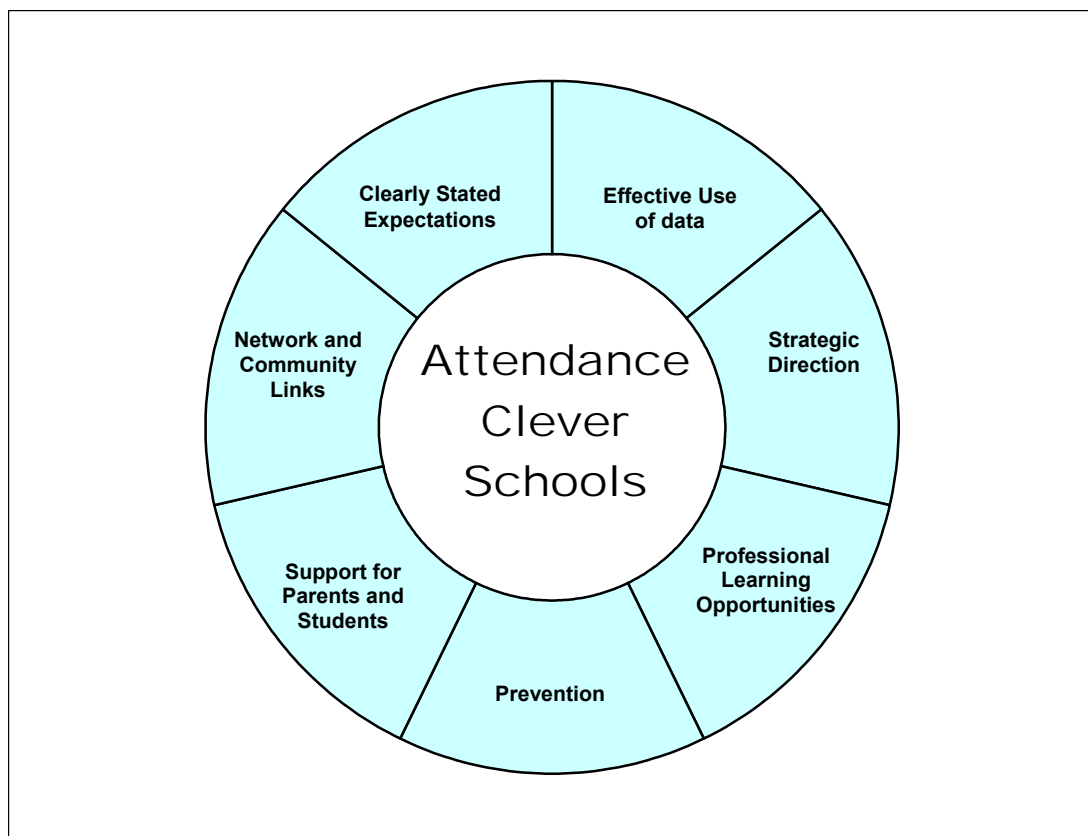 Clearly Stated
Expectations
Effective Use
of data
Network and
Community
Links
Attendance
Clever
Schools
Strategic
Direction
Support for
Parents and
Students
Professional
Learning
Opportunities
Prevention